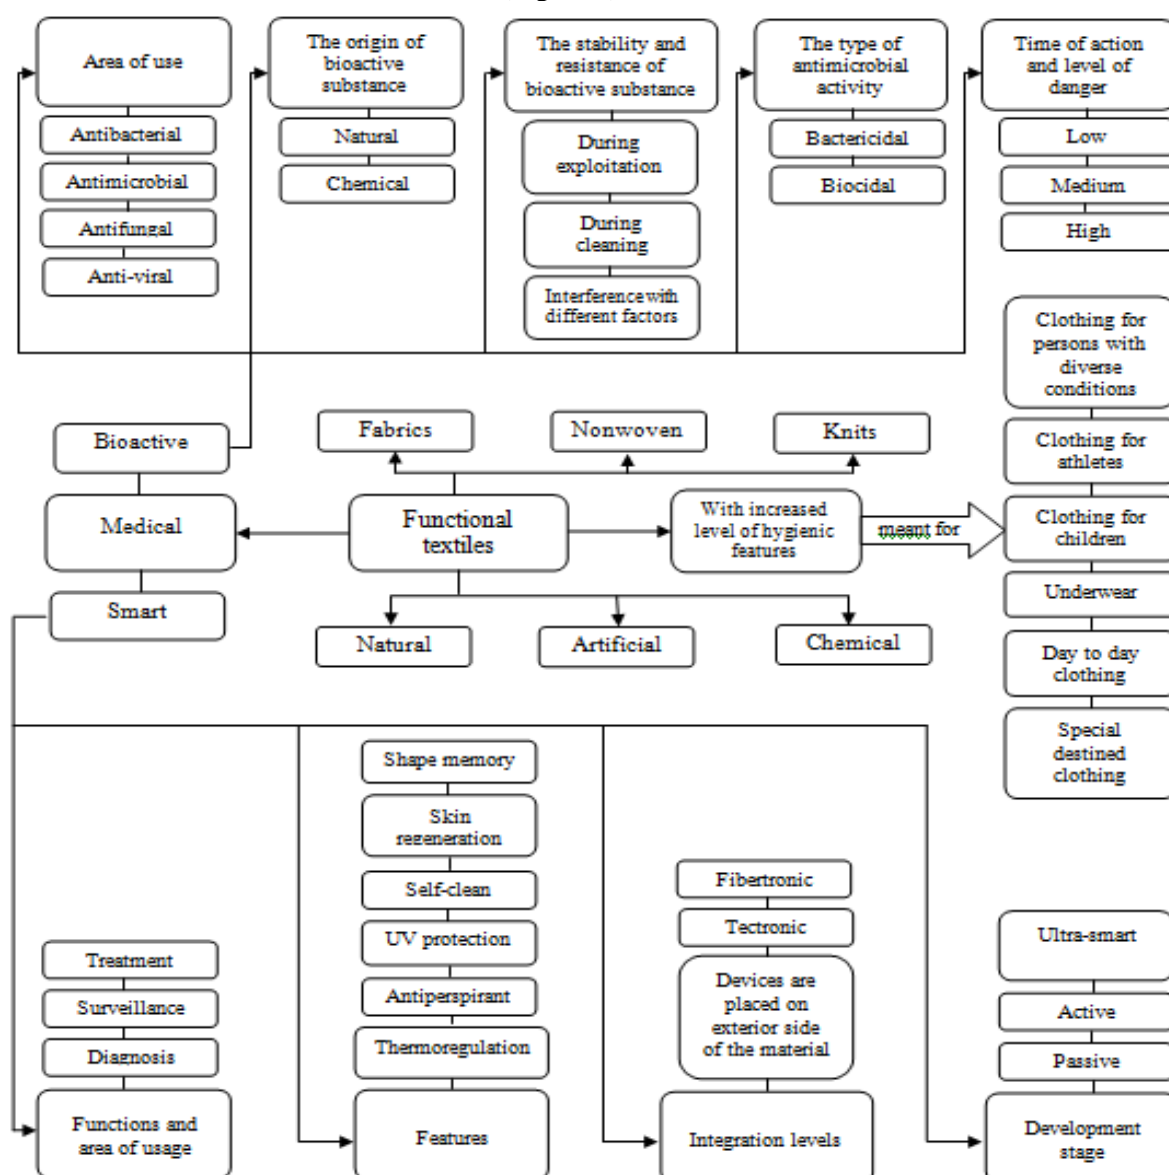 Area of use
The origin of
bioactive
substance
The stability and
resistance of
bioactive substance
The type of
antimicrobial
activity
Time of action
and level of
danger
Antibacterial
Antimicrobial
Antifungal
Anti-viral
Natural
Chemical
During
exploitation
During
cleaning
Interference with
different factors
Bactericidal
Biocidal
Low
Medium
High
Clothing for
persons with
diverse
conditions
Clothing for
athletes
Clothing for
children
Underwear
Day to day
clothing
Special
destined
clothing
Bioactive
Medical
Smart
Fabrics
Nonwoven
Knits
Functional
textiles
With increased
level of hygienic
features
meant for
Natural
Artificial
Chemical
Treatment
Surveillance
Diagnosis
Functions and
area of usage
Shape memory
Skin
regeneration
Self-clean
UV protection
Antiperspirant
Thermoregulation
Features
Fibertronic
Tectronic
Devices are
placed on
exterior side
of the material
Integration levels
Ultra-smart
Active
Passive
Development
stage